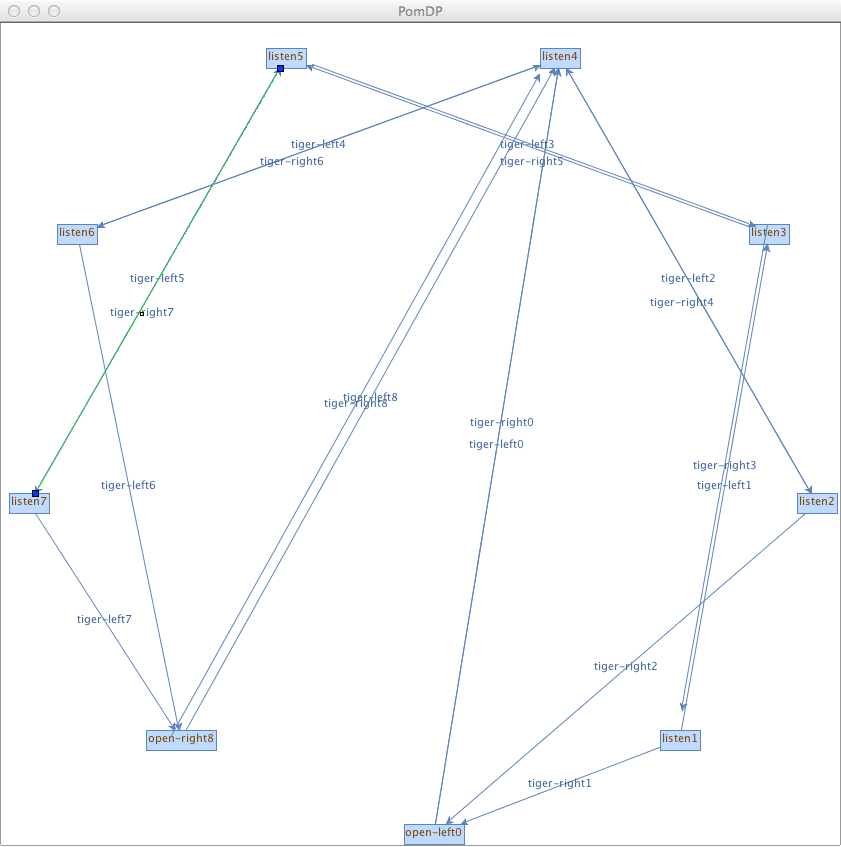 PomDP
listen5
listen4
tiger-left4
tiger-left3
tiger-right6
tiger-right5
listen6
listen3
tiger-left5
tiger-left2
tiger-right4
tiger-right7
tiger-left8
tiger-right8
tiger-right0
tiger-left0
tiger-right3
tiger-left6
tiger-left1
listen7
listen2
tiger-left7
tiger-right2
open-right8
listen1
tiger-right1
open-left0